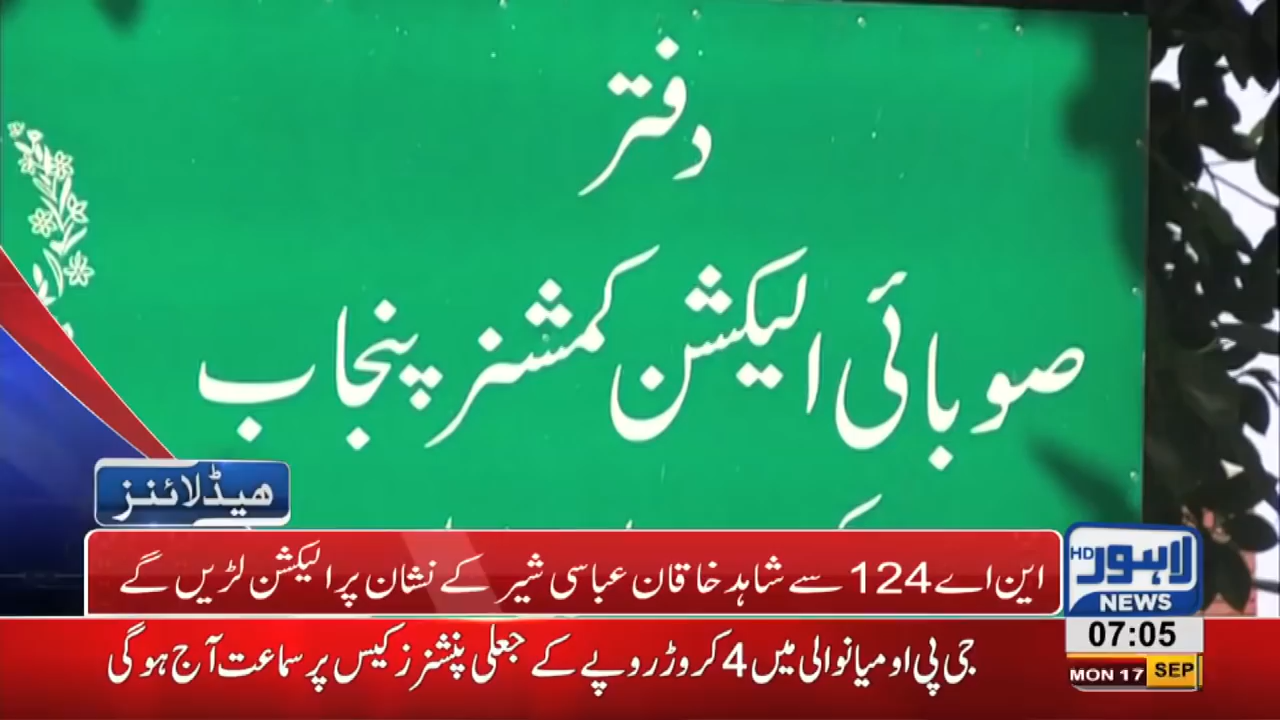 دفتر
صوبائی الیکشن کمشنر پنجاب
ھیڈلائنز
این اے 124 سے شاہد خاقان عباسی شیر کے نشان پر الیکشن لڑیں گے
جی پی او میانوالی میں 4 کروڑ روپے کے جعلی پنشنرز کیس پر سماعت آج ہو گی
لاہور HD
NEWS
07:05
MON 17 SEP